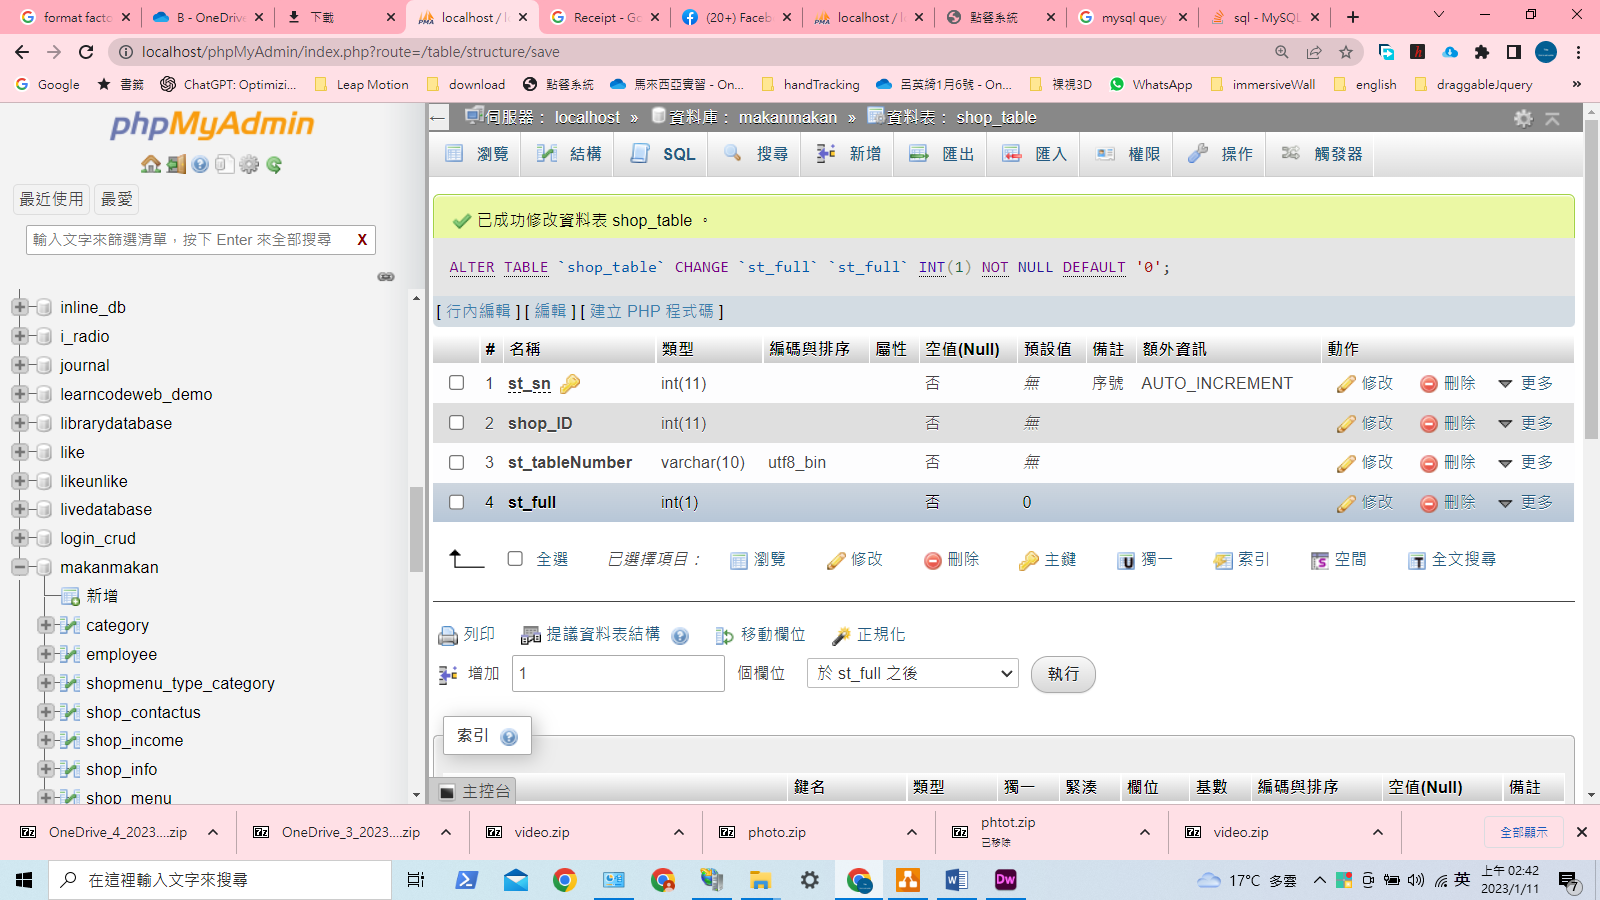 format facto
B - OneDrive
下載
localhost / lo
Receipt - Go
(20+) Faceb
localhost / lo
點餐系統
mysql quey
sql - MySQL
localhost/phpMyAdmin/index.php?route=/table/structure/save
Google
書籤
ChatGPT: Optimizi...
Leap Motion
download
點餐系統
馬來西亞實習 - On...
handTracking
呂英綺1月6號 - On...
裸視3D
WhatsApp
immersiveWall
english
draggableJquery
»
phpMyAdmin
最近使用 最愛
輸入文字來篩選清單，按下 Enter 來全部搜尋 X
inline_db
i_radio
journal
learncodeweb_demo
librarydatabase
like
likeunlike
livedatabase
login_crud
makanmakan
新增
category
employee
shopmenu_type_category
shop_contactus
shop_income
shop_info
shop_menu
伺服器： localhost » 資料庫： makanmakan » 資料表： shop_table
瀏覽 結構 SQL 搜尋 新增 匯出 匯入 權限 操作 觸發器
已成功修改資料表 shop_table 。
ALTER TABLE `shop_table` CHANGE `st_full` `st_full` INT(1) NOT NULL DEFAULT '0';
[ 行內編輯 ] [ 編輯 ] [ 建立 PHP 程式碼 ]
# 名稱 類型 編碼與排序 屬性 空值(Null) 預設值 備註 額外資訊 動作
1 st_sn int(11) 否 無 序號 AUTO_INCREMENT 修改 刪除 更多
2 shop_ID int(11) 否 無 修改 刪除 更多
3 st_tableNumber varchar(10) utf8_bin 否 無 修改 刪除 更多
4 st_full int(1) 否 0 修改 刪除 更多
全選 已選擇項目： 瀏覽 修改 刪除 主鍵 獨一 索引 空間 全文搜尋
列印 提議資料表結構 移動欄位 正規化
增加 1 個欄位 於 st_full 之後 執行
索引
鍵名 類型 獨一 緊湊 欄位 基數 編碼與排序 空值(Null) 備註
主控台
OneDrive_4_2023....zip
OneDrive_3_2023....zip
video.zip
photo.zip
phtot.zip
已移除
video.zip
全部顯示
在這裡輸入文字來搜尋
17°C 多雲
英
上午 02:42
2023/1/11
7